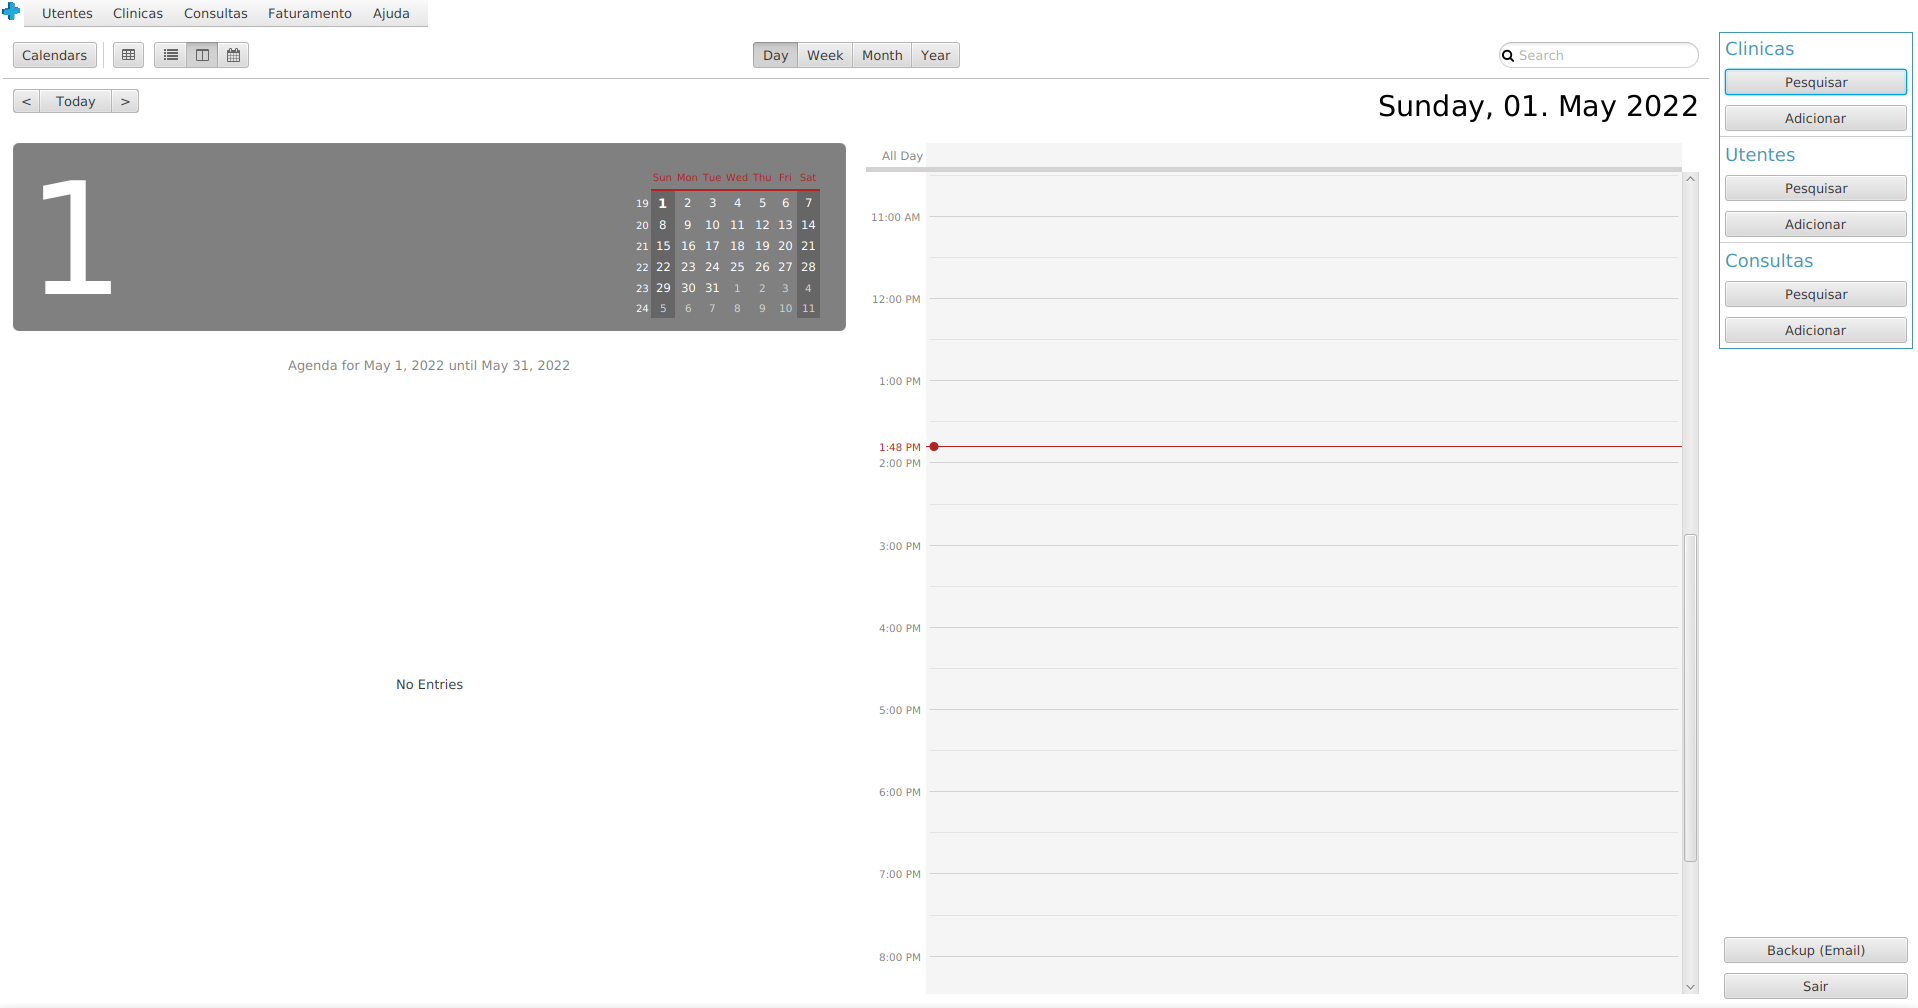 Utentes Clinicas Consultas Faturamento Ajuda
Calendars Day Week Month Year Search
< Today >
Sunday, 01. May 2022
1
Sun Mon Tue Wed Thu Fri Sat
19 1 2 3 4 5 6 7
20 8 9 10 11 12 13 14
21 15 16 17 18 19 20 21
22 22 23 24 25 26 27 28
23 29 30 31 1 2 3 4
24 5 6 7 8 9 10 11
Agenda for May 1, 2022 until May 31, 2022
No Entries
All Day
11:00 AM
12:00 PM
1:00 PM
1:48 PM
2:00 PM
3:00 PM
4:00 PM
5:00 PM
6:00 PM
7:00 PM
8:00 PM
Clinicas
Pesquisar
Adicionar
Utentes
Pesquisar
Adicionar
Consultas
Pesquisar
Adicionar
Backup (Email)
Sair